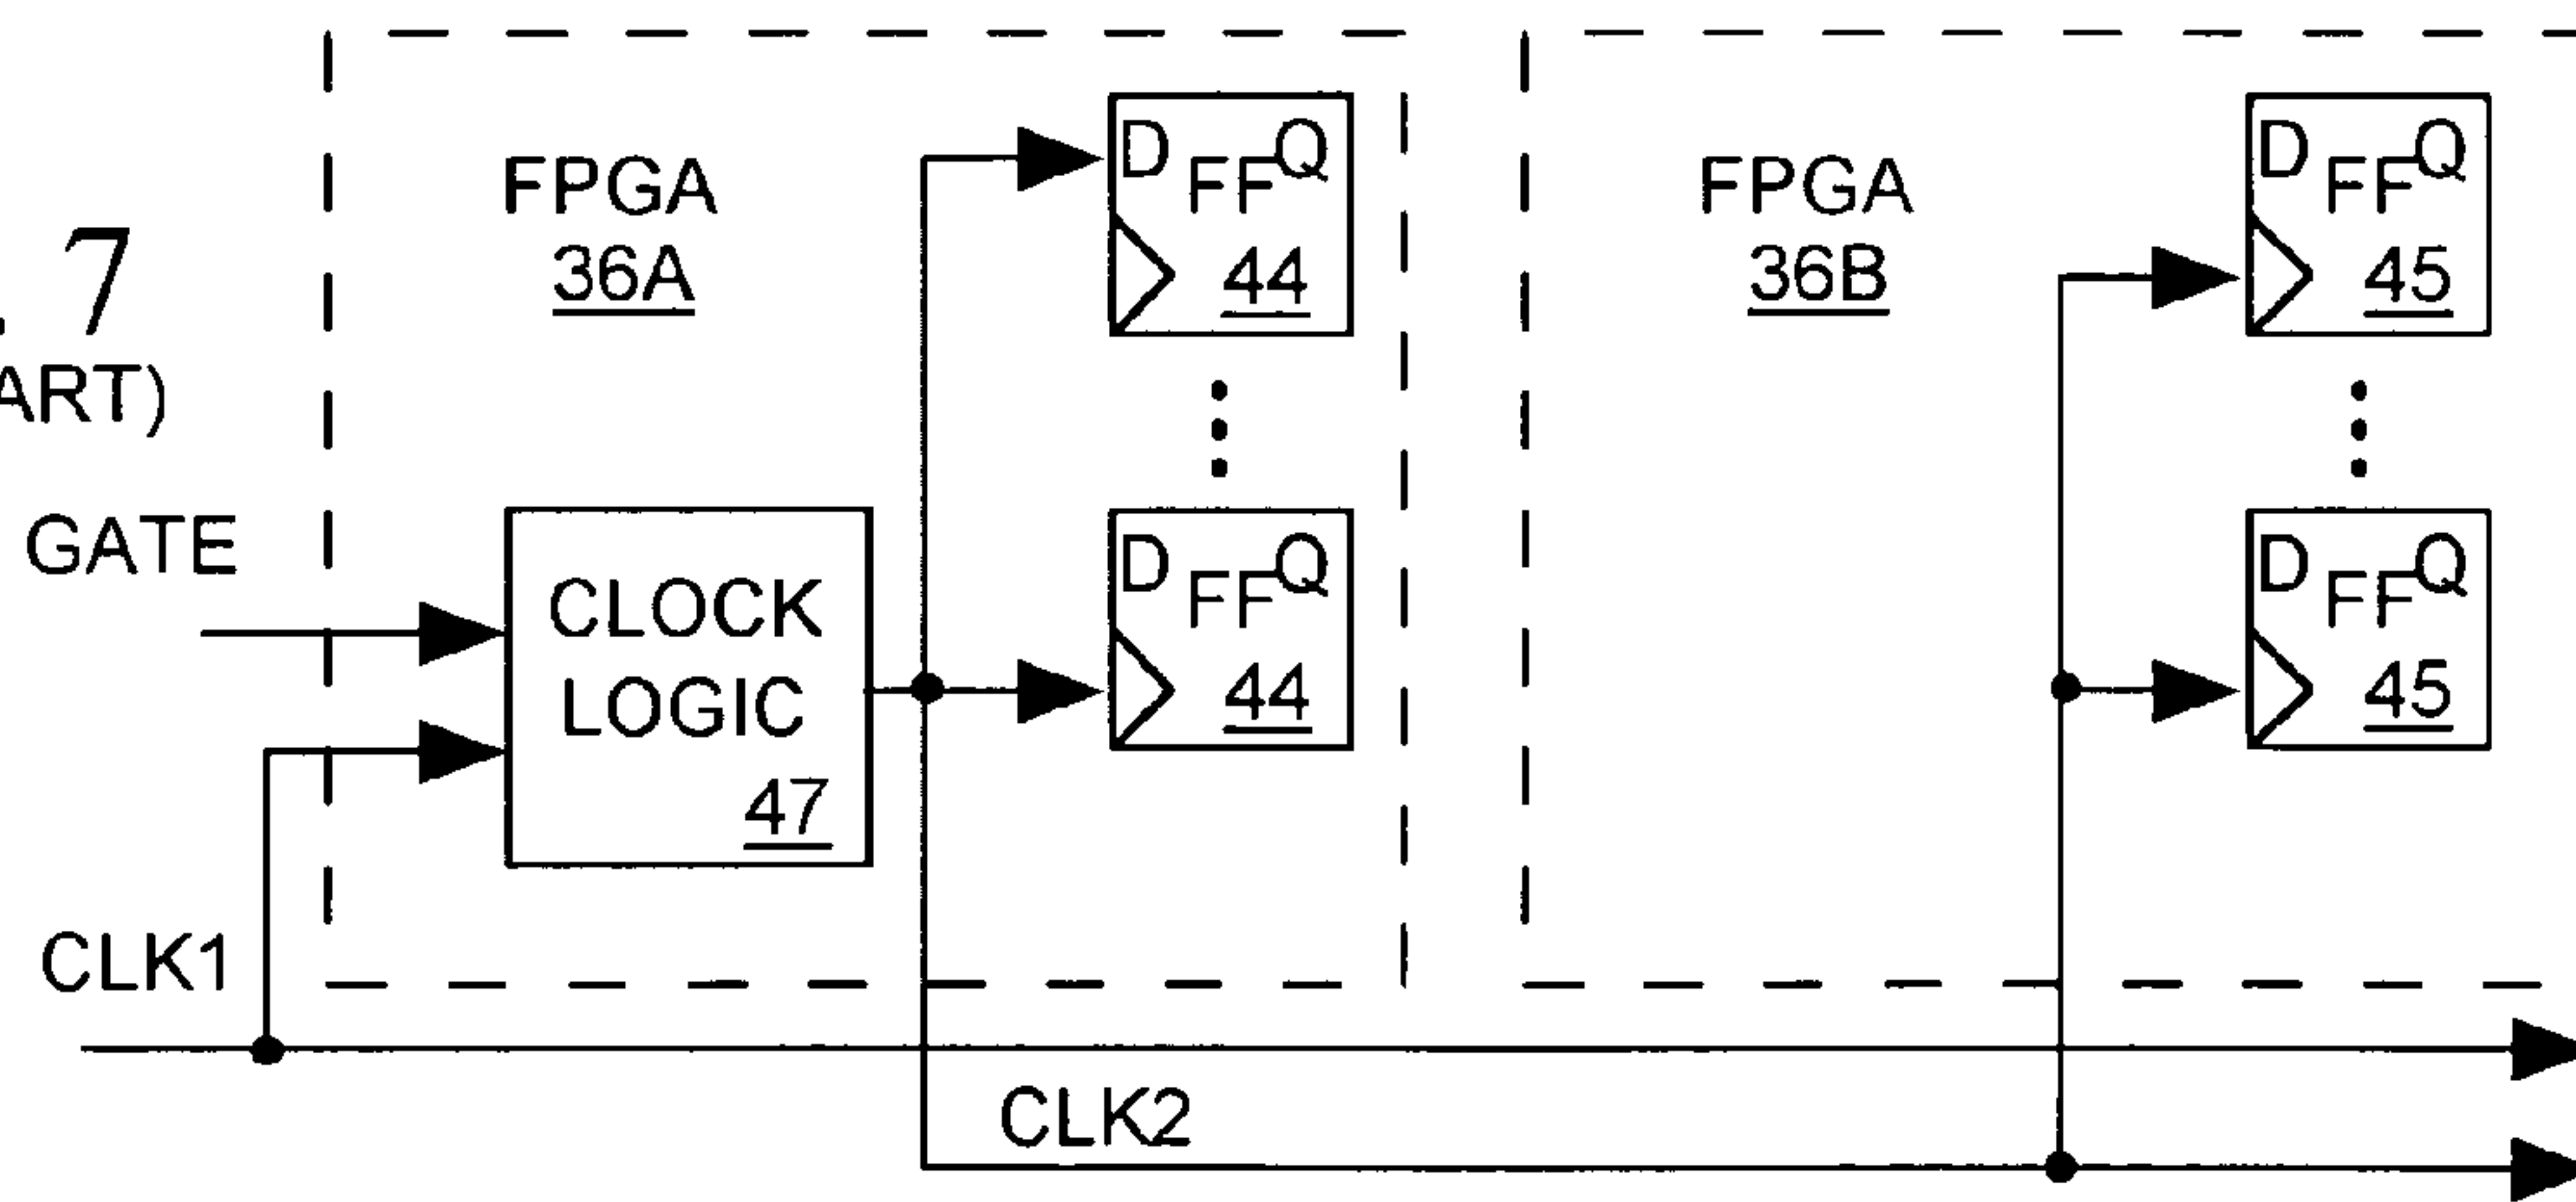 . 7
ART)
GATE
CLK1
FPGA
36A
CLOCK
LOGIC
47
D FF Q
44
D FF Q
44
FPGA
36B
D FF Q
45
D FF Q
45
CLK2